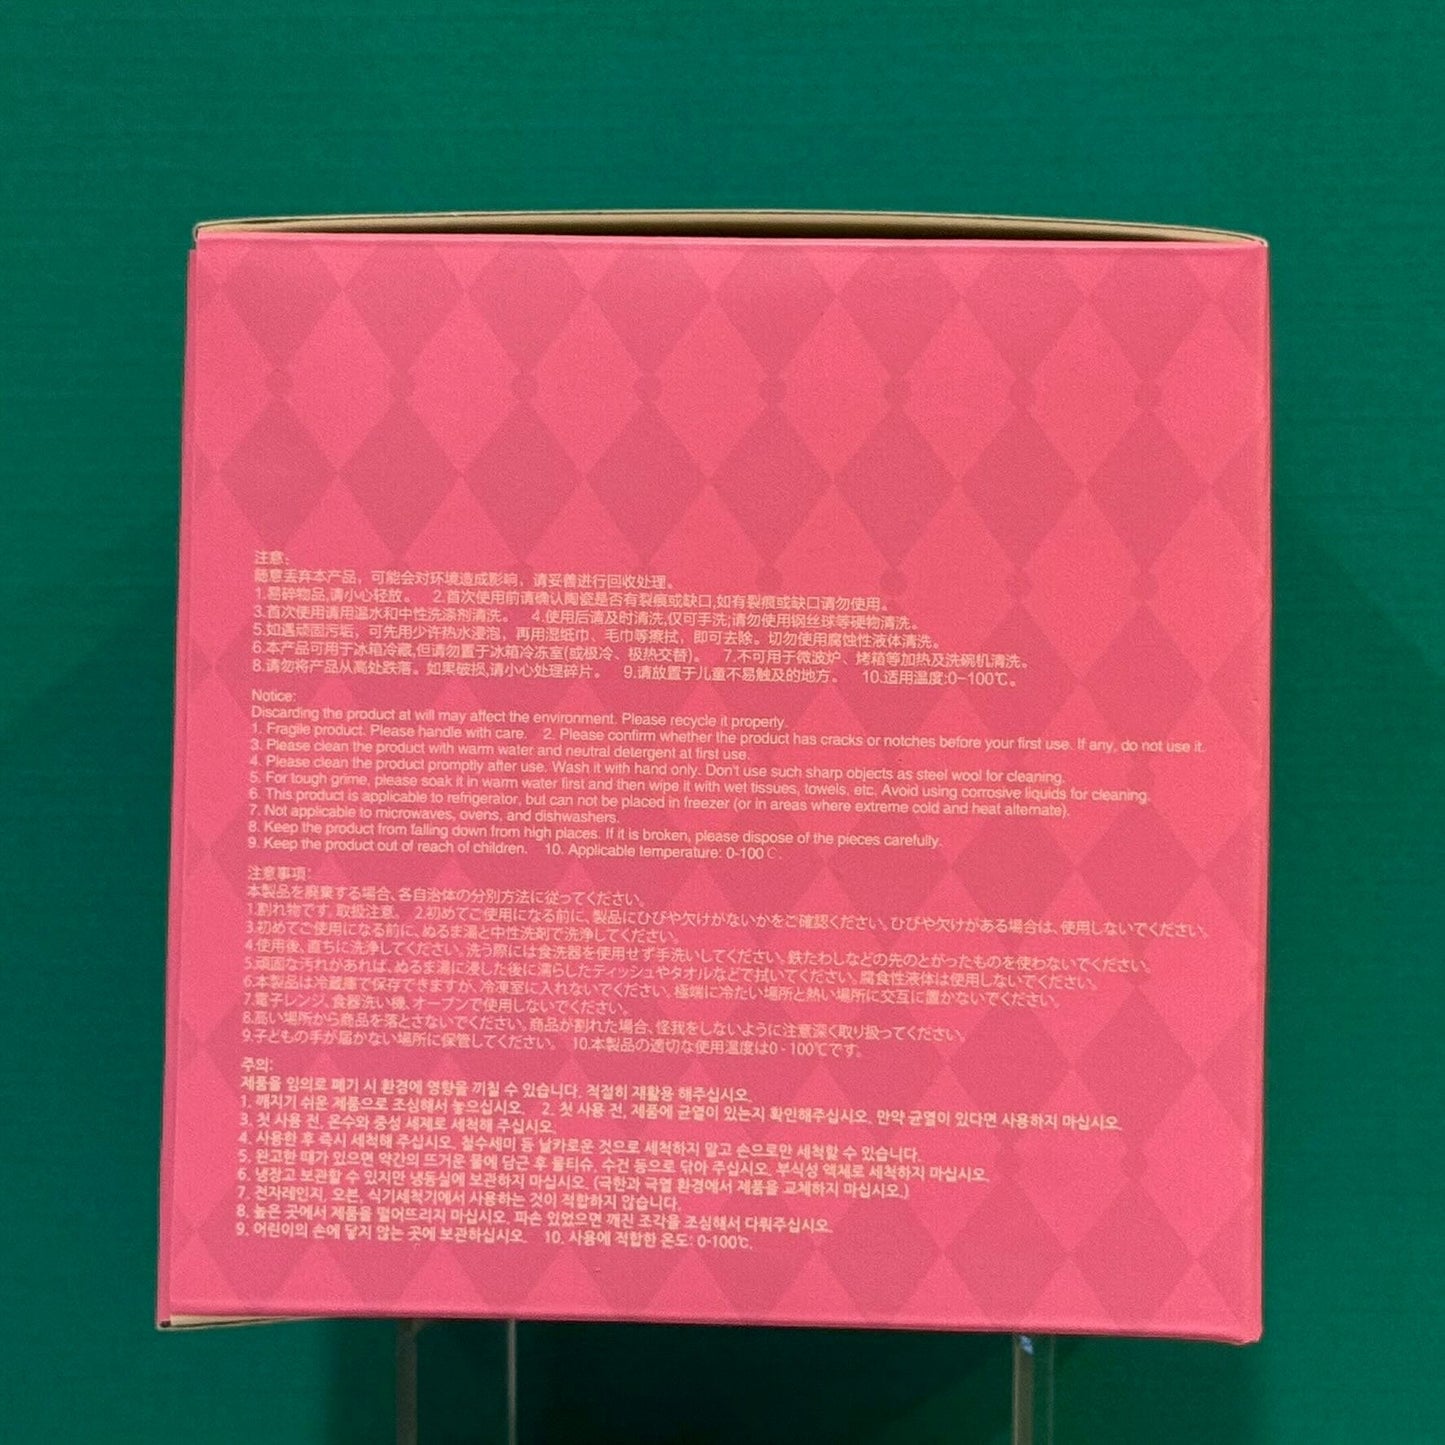 注意:
随意丢弃本产品，可能会对环境造成影响，请妥善进行回收处理。
1.易碎物品,请小心轻放。 2.首次使用前请确认陶瓷是否有裂痕或缺口,如有裂痕或缺口请勿使用。
3.首次使用请用温水和中性洗涤剂清洗。 4.使用后请及时清洗,仅可手洗;请勿使用钢丝球等硬物清洗。
5.如遇顽固污垢，可先用少许热水浸泡，再用湿纸巾、毛巾等擦拭，即可去除。切勿使用腐蚀性液体清洗。
6.本产品可用于冰箱冷藏,但请勿置于冰箱冷冻室(或极冷、极热交替)。 7.不可用于微波炉、烤箱等加热及洗碗机清洗。
8.请勿将产品从高处跌落。如果破损,请小心处理碎片。 9.请放置于儿童不易触及的地方。 10.适用温度:0-100℃。
Notice:
Discarding the product at will may affect the environment. Please recycle it properly.
1. Fragile product. Please handle with care. 2. Please confirm whether the product has cracks or notches before your first use. If any, do not use it.
3. Please clean the product with warm water and neutral detergent at first use.
4. Please clean the product promptly after use. Wash it with hand only. Don't use such sharp objects as steel wool for cleaning.
5. For tough grime, please soak it in warm water first and then wipe it with wet tissues, towels, etc. Avoid using corrosive liquids for cleaning.
6. This product is applicable to refrigerator, but can not be placed in freezer (or in areas where extreme cold and heat alternate).
7. Not applicable to microwaves, ovens, and dishwashers.
8. Keep the product from falling down from high places. If it is broken, please dispose of the pieces carefully.
9. Keep the product out of reach of children. 10. Applicable temperature: 0-100℃.
注意事項:
本製品を廃棄する場合、各自治体の分別方法に従ってください。
1.割れ物です。取扱注意。 2.初めてご使用になる前に、製品にひびや欠けがないかをご確認ください。ひびや欠けがある場合は、使用しないでください。
3.初めてご使用になる前に、ぬるま湯と中性洗剤で洗浄してください。
4.使用後、直ちに洗浄してください。洗う際には食洗器を使用せず手洗いしてください。鉄たわしなどの先のとがったものを使わないでください。
5.頑固な汚れがあれば、ぬるま湯に浸した後に濡らしたティッシュやタオルなどで拭いてください。腐食性液体は使用しないでください。
6.本製品は冷蔵庫で保存できますが、冷凍室に入れないでください。極端に冷たい場所と熱い場所に交互に置かないでください。
7.電子レンジ、食器洗い機、オーブンで使用しないでください。
8.高い場所から商品を落とさないでください。商品が割れた場合、怪我をしないように注意深く取り扱ってください。
9.子どもの手が届かない場所に保管してください。 10.本製品の適切な使用温度は0 - 100℃です。
주의:
제품을 임의로 폐기 시 환경에 영향을 끼칠 수 있습니다. 적절히 재활용 해주십시오.
1. 깨지기 쉬운 제품으로 조심해서 놓으십시오. 2. 첫 사용 전, 제품에 균열이 있는지 확인해주십시오. 만약 균열이 있다면 사용하지 마십시오.
3. 첫 사용 전, 온수와 중성 세제로 세척해 주십시오.
4. 사용한 후 즉시 세척해 주십시오. 철수세미 등 날카로운 것으로 세척하지 말고 손으로만 세척할 수 있습니다.
5. 완고한 때가 있으면 약간의 뜨거운 물에 담근 후 물티슈, 수건 등으로 닦아 주십시오. 부식성 액체로 세척하지 마십시오.
6. 냉장고 보관할 수 있지만 냉동실에 보관하지 마십시오. (극한과 극열 환경에서 제품을 교체하지 마십시오.)
7. 전자레인지, 오븐, 식기세척기에서 사용하는 것이 적합하지 않습니다.
8. 높은 곳에서 제품을 떨어뜨리지 마십시오. 파손 있었으면 깨진 조각을 조심해서 다뤄주십시오.
9. 어린이의 손에 닿지 않는 곳에 보관하십시오. 10. 사용에 적합한 온도: 0-100℃.